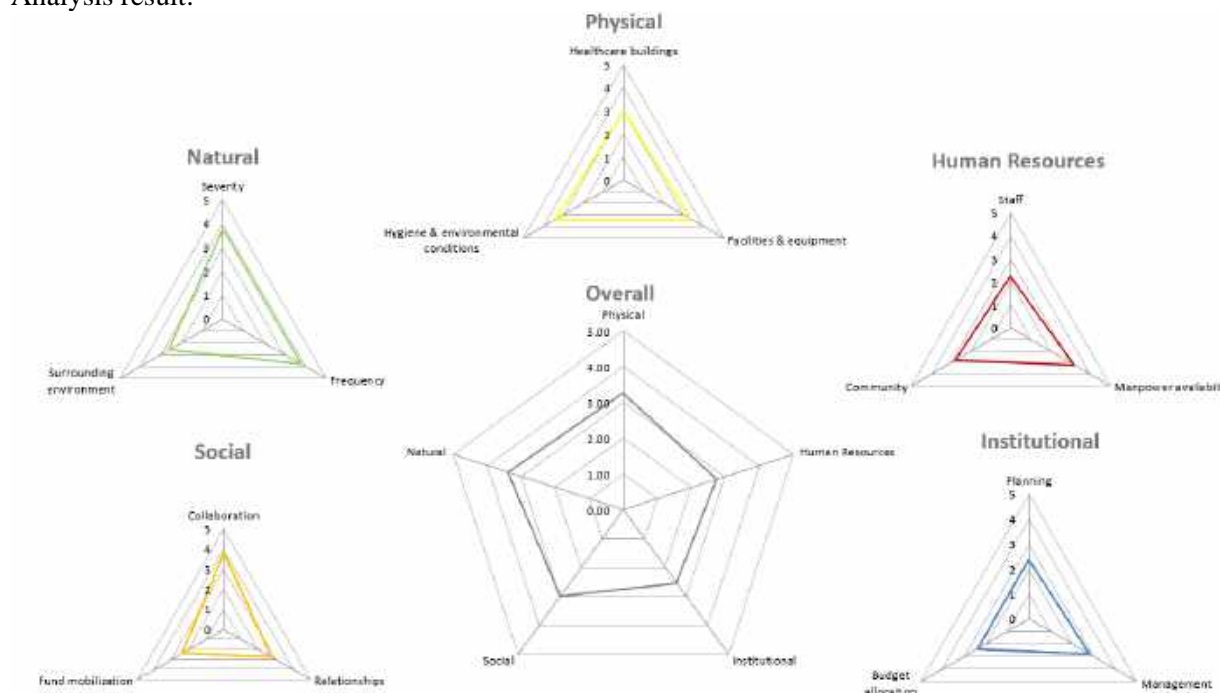 Analysis result:
Physical
Healthcare buildings
5
4
3
2
1
0
Hygiene & environmental
conditions
Facilities & equipment
Natural
Severity
5
4
3
2
1
0
Surrounding
environment
Frequency
Human Resources
Staff
5
4
3
2
1
0
Community
Manpower availabili
Overall
Physical
5.00
4.00
3.00
2.00
1.00
0.00
Natural
Human Resources
Social
Institutional
Social
Collaboration
5
4
3
2
1
0
Fund mobilization
Relationships
Institutional
Planning
5
4
3
2
1
0
Budget
allocation
Management